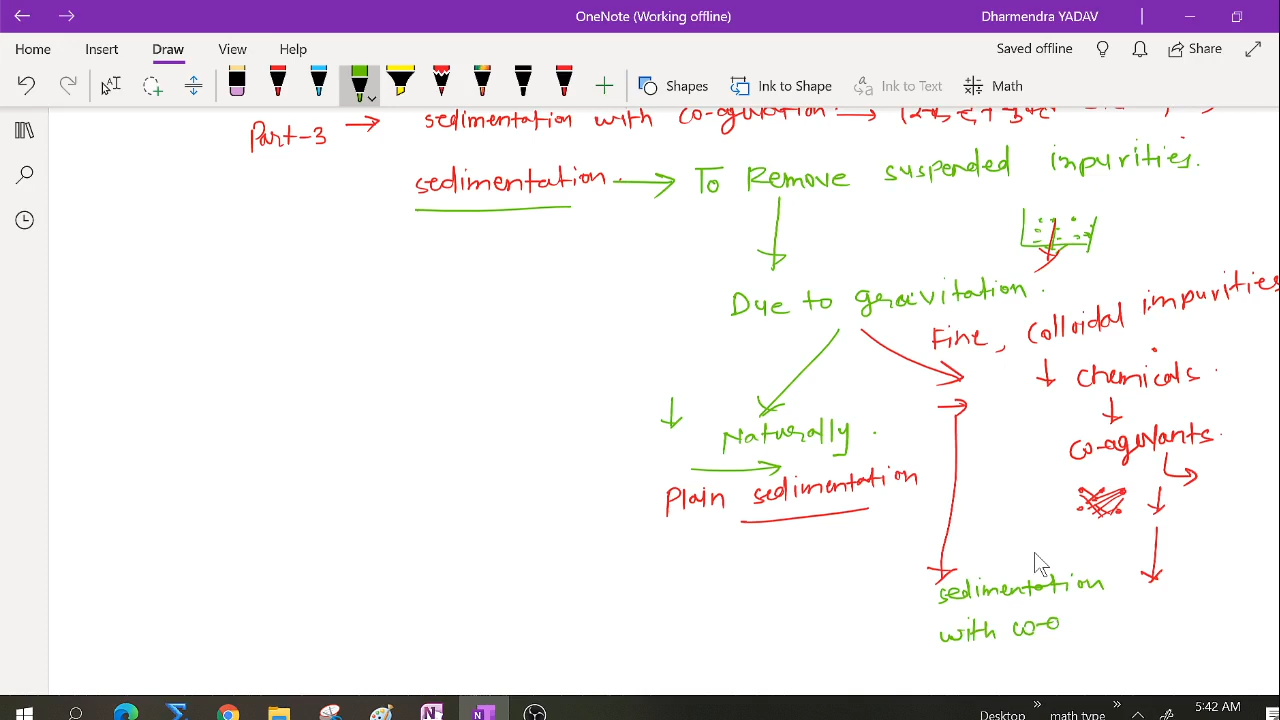 OneNote (Working offline)
Dharmendra YADAV
Home Insert Draw View Help
Saved offline Share
Shapes Ink to Shape Ink to Text Math
Part-3 → sedimentation with co-agulation →
sedimentation. → To Remove suspended impurities.
Due to gravitation.
Fine, colloidal impurities
↓ chemicals.
Naturally.
co-agulants.
Plain sedimentation
sedimentation
with co-
5:42 AM
Desktop » math type »